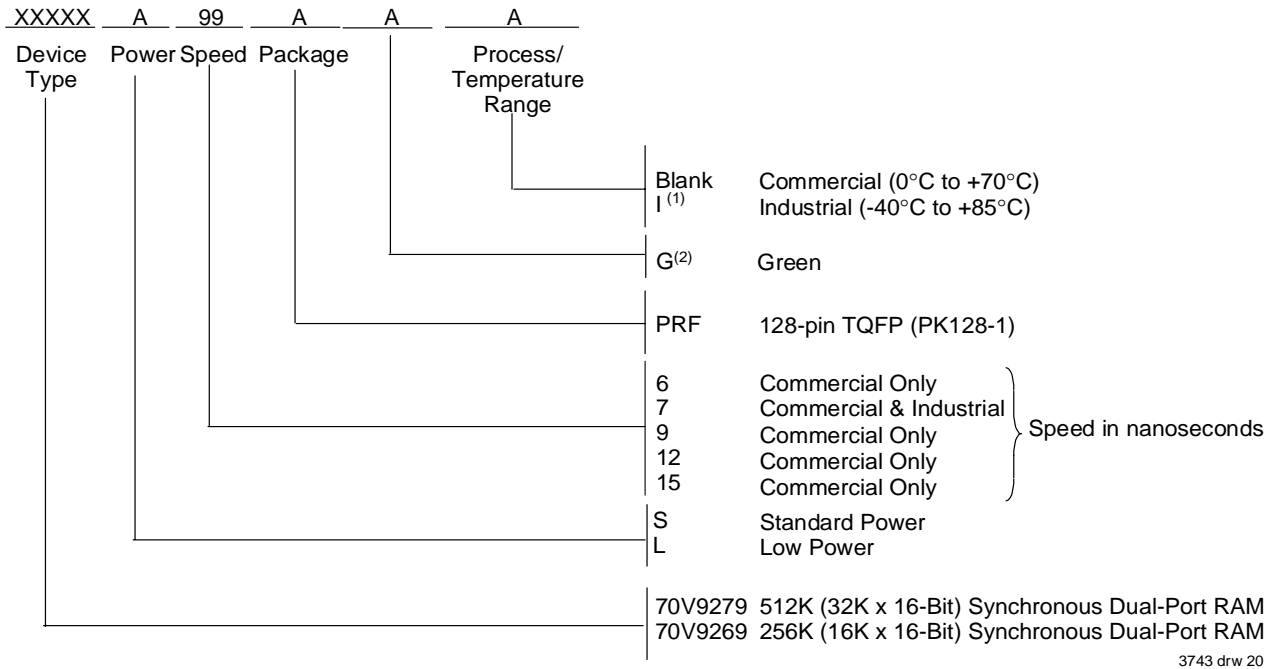 XXXXX A 99 A A A
Device Type Power Speed Package Process/ Temperature Range
Blank Commercial (0°C to +70°C)
I (1) Industrial (-40°C to +85°C)
G(2) Green
PRF 128-pin TQFP (PK128-1)
6 Commercial Only
7 Commercial & Industrial
9 Commercial Only
12 Commercial Only
15 Commercial Only
Speed in nanoseconds
S Standard Power
L Low Power
70V9279 512K (32K x 16-Bit) Synchronous Dual-Port RAM
70V9269 256K (16K x 16-Bit) Synchronous Dual-Port RAM
3743 drw 20